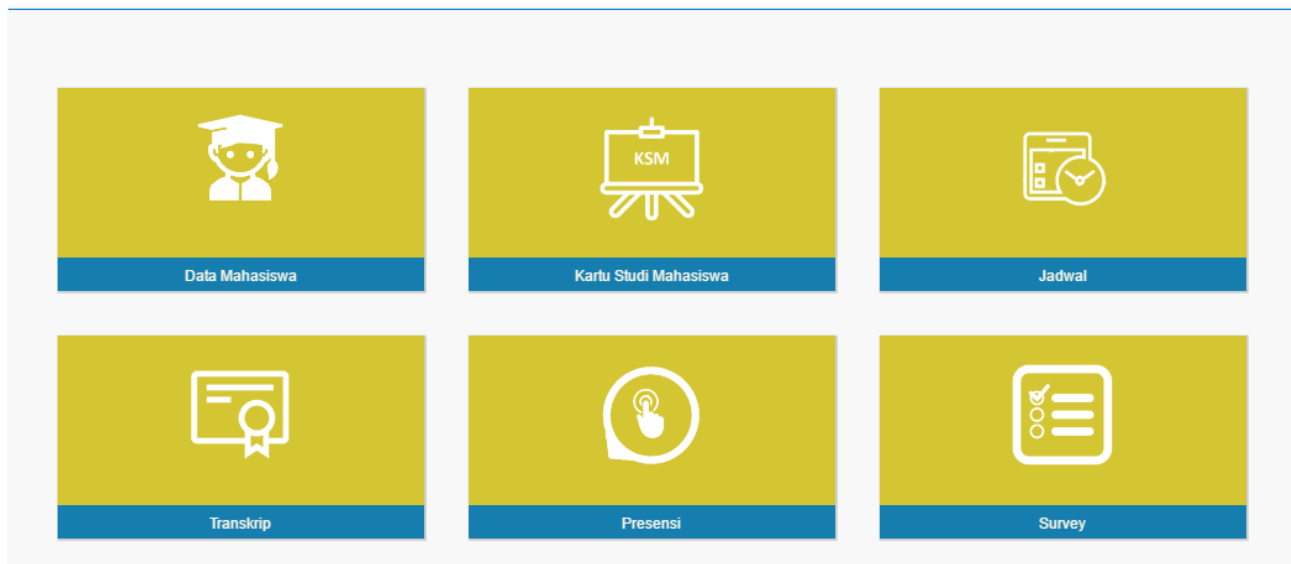 KSM
Data Mahasiswa
Kartu Studi Mahasiswa
Jadwal
Transkrip
Presensi
Survey